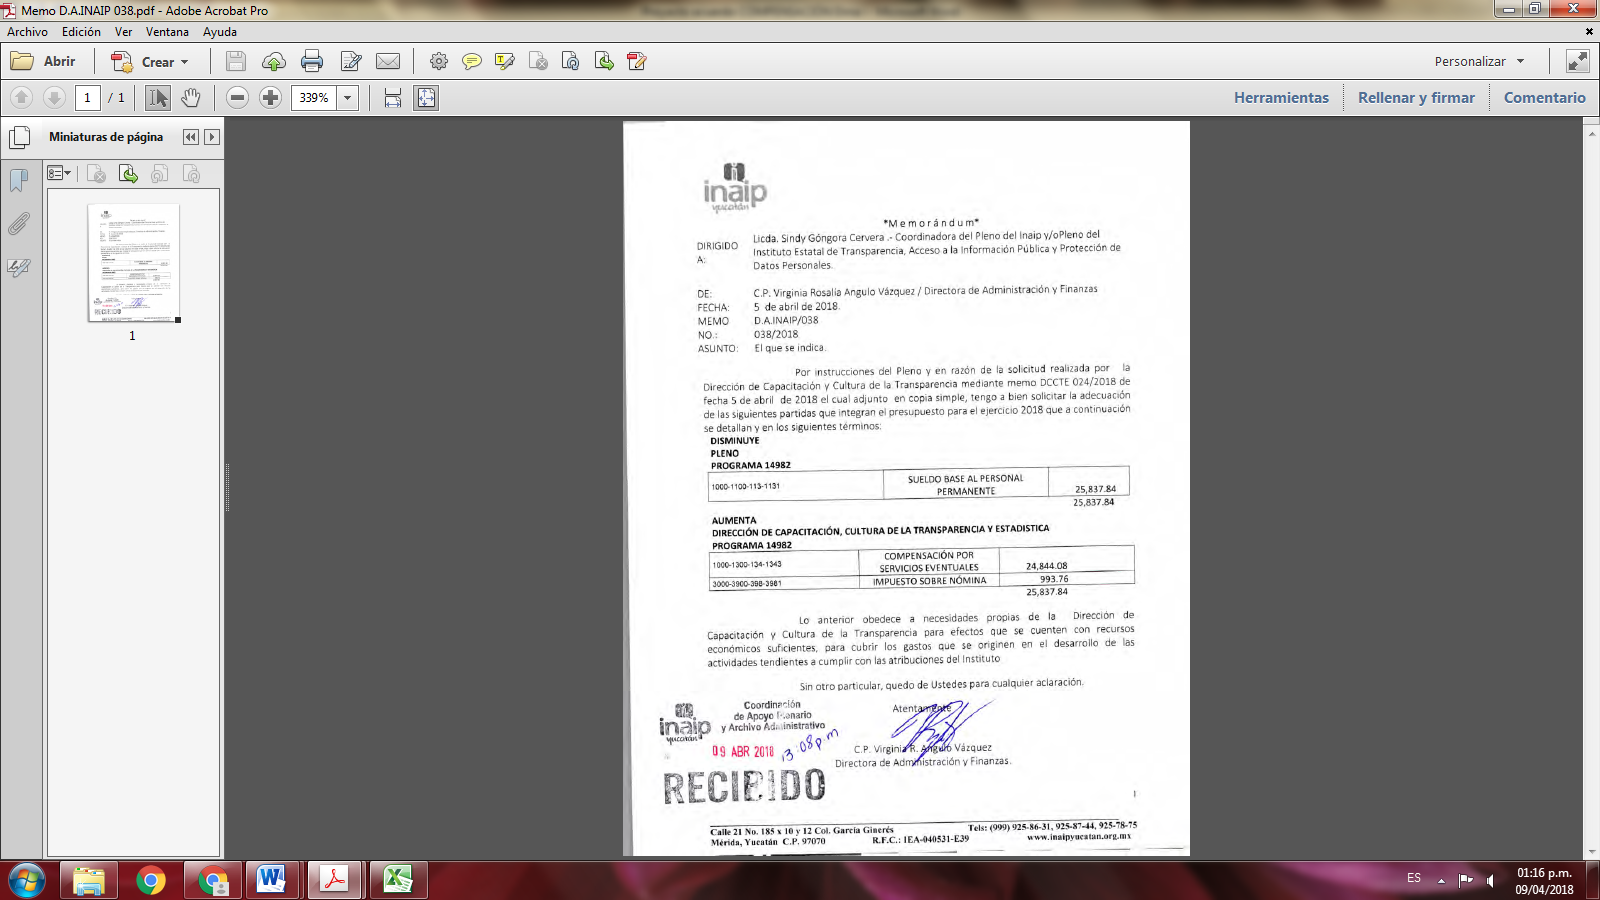 Memo D.A.INAIP 038.pdf - Adobe Acrobat Pro
Archivo Edición Ver Ventana Ayuda
Abrir Crear Personalizar
1 / 1 339% Herramientas Rellenar y firmar Comentario
Miniaturas de página
1
inaip
yucatán
*Memorándum*
DIRIGIDO A: Licda. Sindy Góngora Cervera .- Coordinadora del Pleno del Inaip y/oPleno del
Instituto Estatal de Transparencia, Acceso a la Información Pública y Protección de
Datos Personales.
DE: C.P. Virginia Rosalía Angulo Vázquez / Directora de Administración y Finanzas
FECHA: 5 de abril de 2018.
MEMO D.A.INAIP/038
NO.: 038/2018
ASUNTO: El que se indica.
Por instrucciones del Pleno y en razón de la solicitud realizada por la
Dirección de Capacitación y Cultura de la Transparencia mediante memo DCCTE 024/2018 de
fecha 5 de abril de 2018 el cual adjunto en copia simple, tengo a bien solicitar la adecuación
de las siguientes partidas que integran el presupuesto para el ejercicio 2018 que a continuación
se detallan y en los siguientes términos:
DISMINUYE
PLENO
PROGRAMA 14982
1000-1100-113-1131 SUELDO BASE AL PERSONAL PERMANENTE 25,837.84
25,837.84
AUMENTA
DIRECCIÓN DE CAPACITACIÓN, CULTURA DE LA TRANSPARENCIA Y ESTADISTICA
PROGRAMA 14982
1000-1300-134-1343 COMPENSACIÓN POR SERVICIOS EVENTUALES 24,844.08
3000-3900-398-3981 IMPUESTO SOBRE NÓMINA 993.76
25,837.84
Lo anterior obedece a necesidades propias de la Dirección de
Capacitación y Cultura de la Transparencia para efectos que se cuenten con recursos
económicos suficientes, para cubrir los gastos que se originen en el desarrollo de las
actividades tendientes a cumplir con las atribuciones del Instituto
Sin otro particular, quedo de Ustedes para cualquier aclaración.
Atentamente
C.P. Virginia R. Angulo Vázquez
Directora de Administración y Finanzas.
inaip
yucatán
Coordinación
de Apoyo Plenario
y Archivo Administrativo
09 ABR 2018 13:08p.m
RECIBIDO
1
Calle 21 No. 185 x 10 y 12 Col. García Ginerés Tels: (999) 925-86-31, 925-87-44, 925-78-75
Mérida, Yucatán C.P. 97070 R.F.C.: IEA-040531-E39 www.inaipyucatan.org.mx
ES
01:16 p.m.
09/04/2018